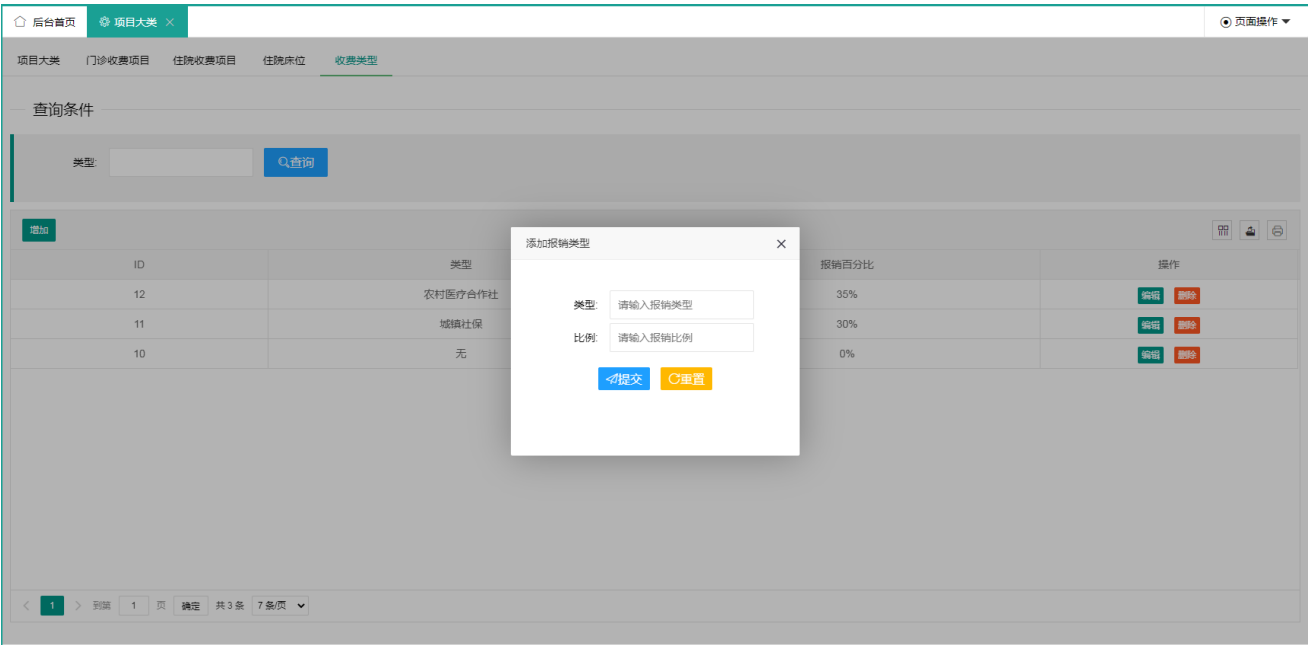 后台首页 项目大类 页面操作
项目大类 门诊收费项目 住院收费项目 住院床位 收费类型
查询条件
类型: 查询
增加
ID 类型 报销百分比 操作
12 农村医疗合作社 35% 编辑 删除
11 城镇社保 30% 编辑 删除
10 无 0% 编辑 删除
添加报销类型
类型: 请输入报销类型
比例: 请输入报销比例
提交 重置
1 到第 1 页 确定 共 3 条 7 条/页